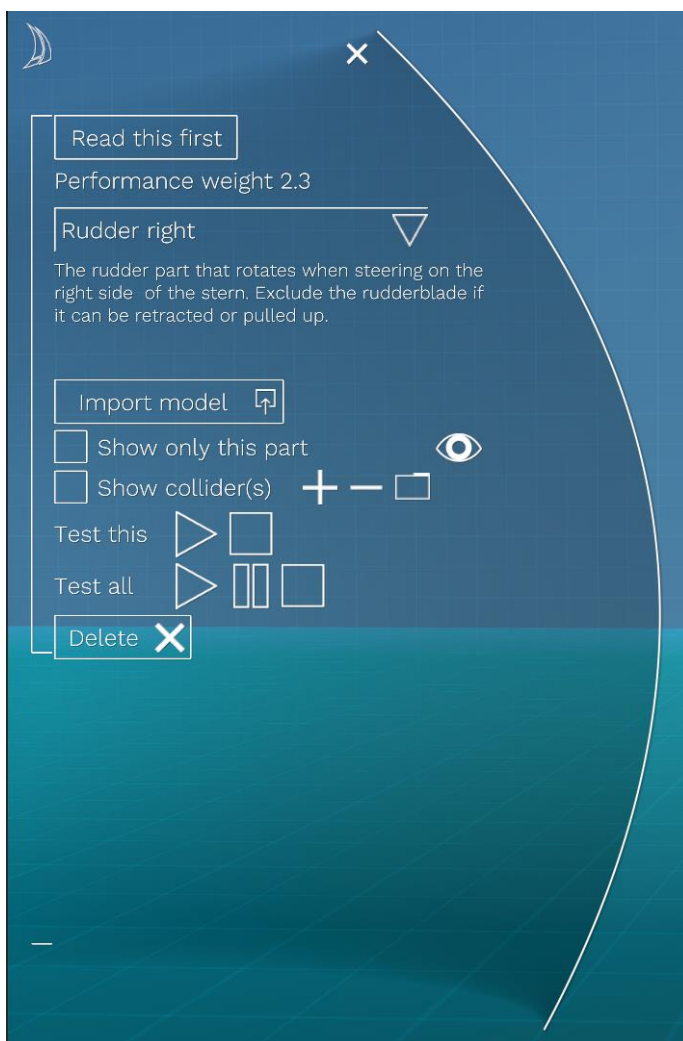 Read this first
Performance weight 2.3
Rudder right
The rudder part that rotates when steering on the
right side of the stern. Exclude the rudderblade if
it can be retracted or pulled up.
Import model
Show only this part
Show collider(s)
Test this
Test all
Delete